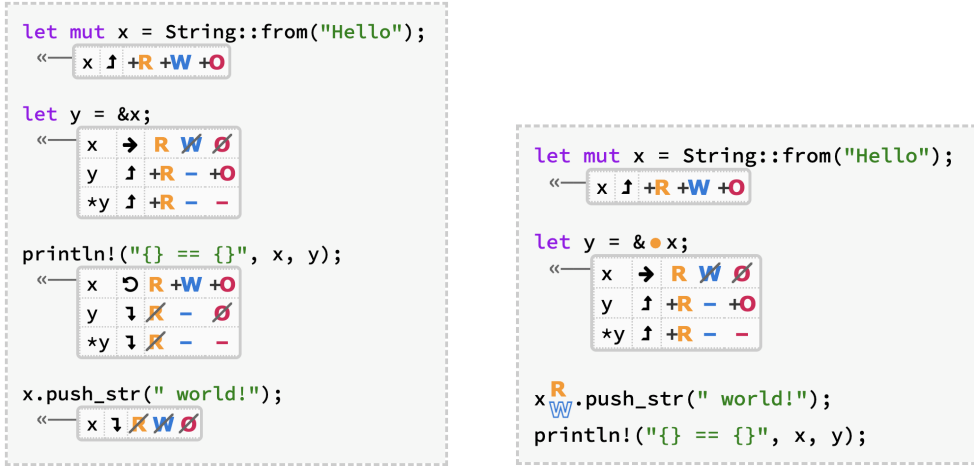 let mut x = String::from("Hello");
« x ↥ +R +W +O
let y = &x;
« x → R W̸ O̸
y ↥ +R - +O
*y ↥ +R - -
println!("{} == {}", x, y);
« x ↻ R +W +O
y ↧ R̸ - O̸
*y ↧ R̸ - -
x.push_str(" world!");
« x ↧ R̸ W̸ O̸
let mut x = String::from("Hello");
« x ↥ +R +W +O
let y = &●x;
« x → R W̸ O̸
y ↥ +R - +O
*y ↥ +R - -
x R W .push_str(" world!");
println!("{} == {}", x, y);